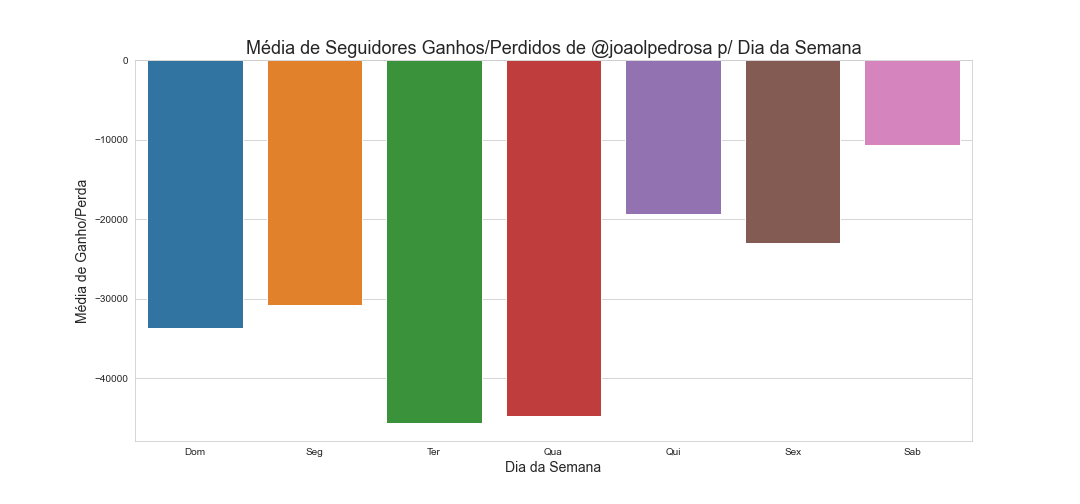 Média de Seguidores Ganhos/Perdidos de @joaolpedrosa p/ Dia da Semana
0
−10000
−20000
−30000
−40000
Média de Ganho/Perda
Dom Seg Ter Qua Qui Sex Sab
Dia da Semana